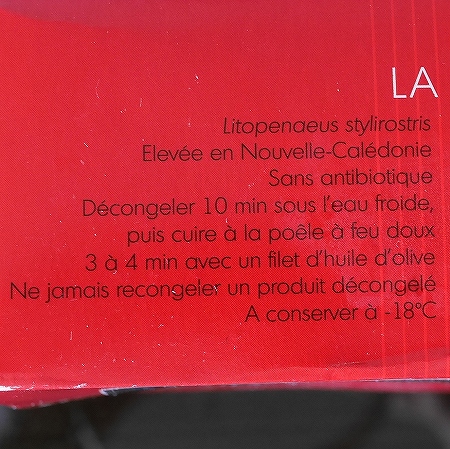 LA
Litopenaeus stylirostris
Elevée en Nouvelle-Calédonie
Sans antibiotique
Décongeler 10 min sous l'eau froide,
puis cuire à la poêle à feu doux
3 à 4 min avec un filet d'huile d'olive
Ne jamais recongeler un produit décongelé
A conserver à -18°C